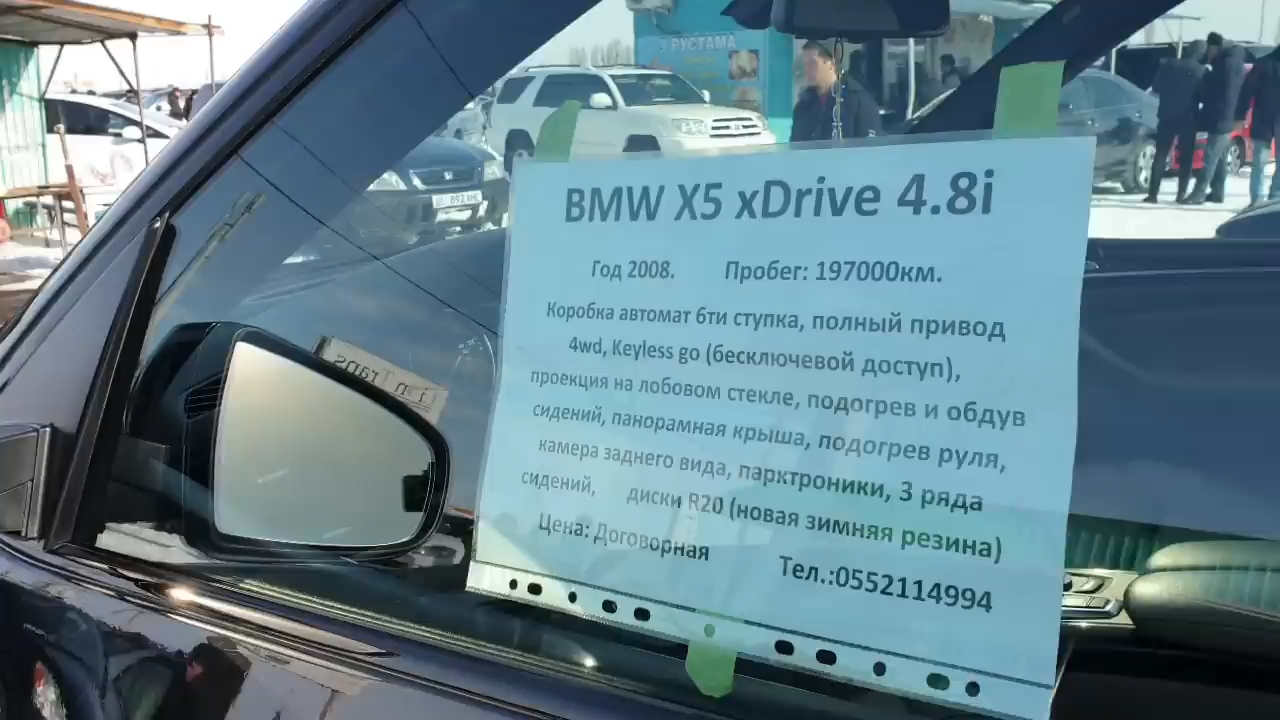 РУСТАМА
BMW X5 xDrive 4.8i
Год 2008. Пробег: 197000км.
Коробка автомат 6ти ступка, полный привод
4wd, Keyless go (бесключевой доступ),
проекция на лобовом стекле, подогрев и обдув
сидений, панорамная крыша, подогрев руля,
камера заднего вида, парктроники, 3 ряда
сидений, диски R20 (новая зимняя резина)
Цена: Договорная Тел.:0552114994